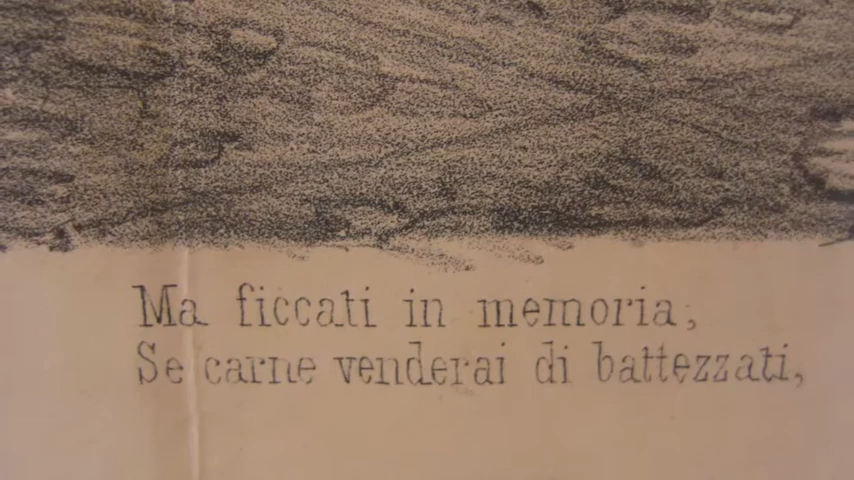 Ma ficcati in memoria,
Se carne venderai di battezzati,